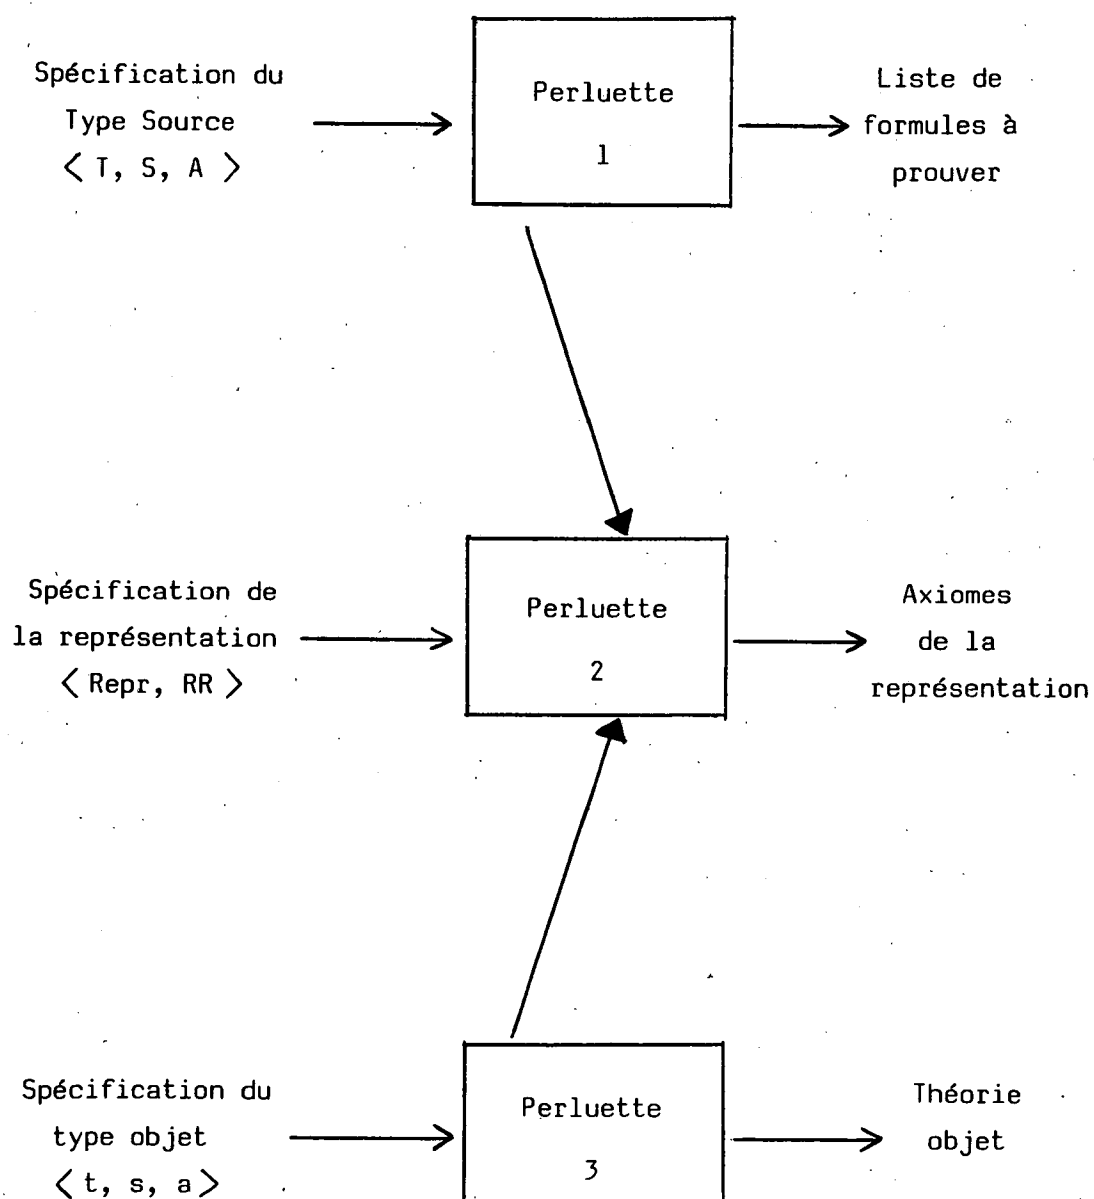 Spécification du
Type Source
< T, S, A >
Perluette
1
Liste de
formules à
prouver
Spécification de
la représentation
< Repr, RR >
Perluette
2
Axiomes
de la
représentation
Spécification du
type objet
< t, s, a >
Perluette
3
Théorie
objet